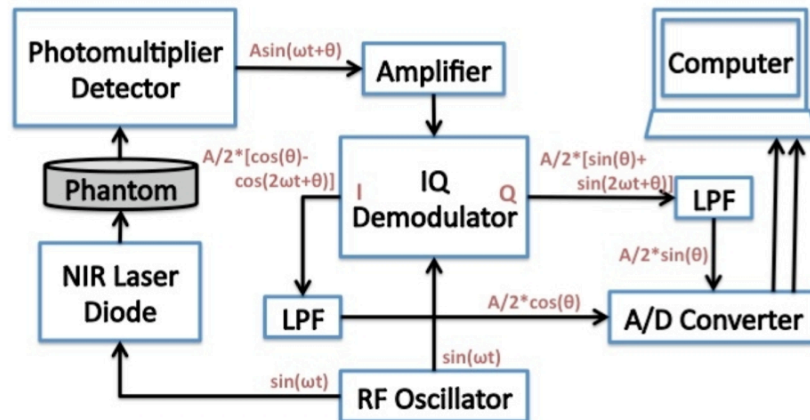 Photomultiplier
Detector
Asin(ωt+θ)
Amplifier
Computer
A/2*[cos(θ)-
cos(2ωt+θ)]
Phantom
I
IQ
Demodulator
Q
A/2*[sin(θ)+
sin(2ωt+θ)]
LPF
NIR Laser
Diode
A/2*sin(θ)
LPF
A/2*cos(θ)
A/D Converter
sin(ωt)
sin(ωt)
RF Oscillator